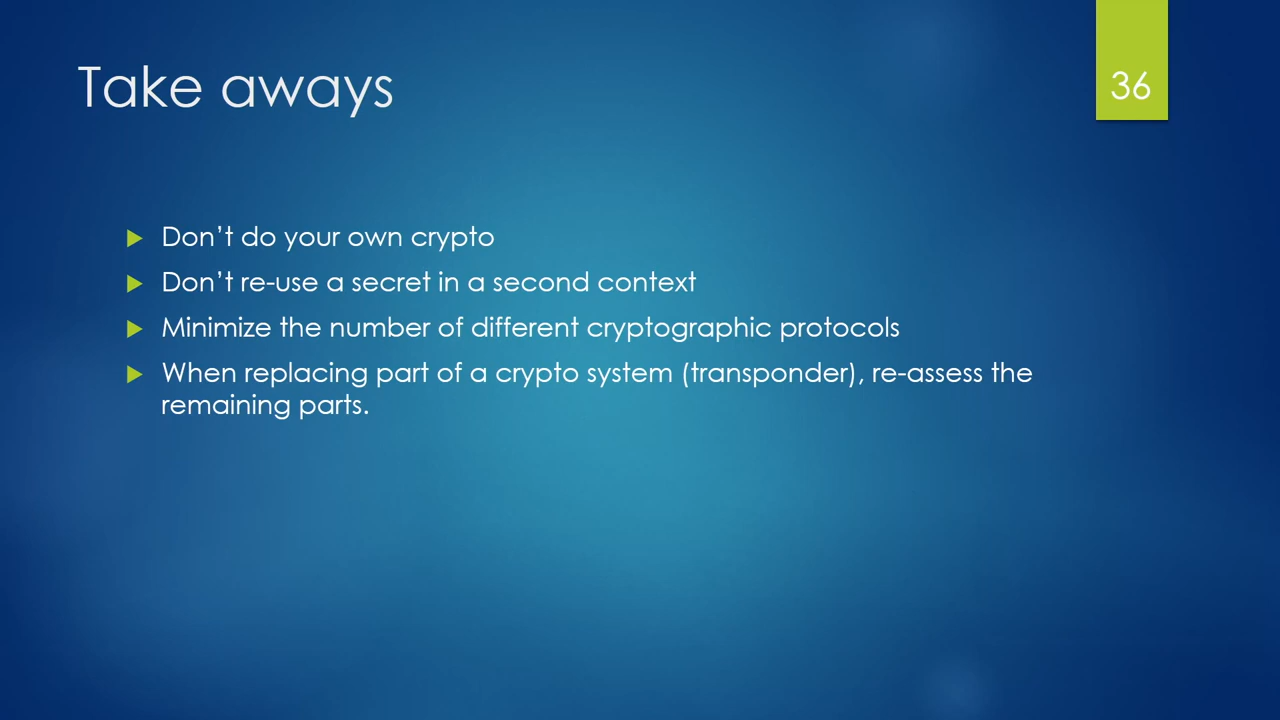 Take aways
36
Don’t do your own crypto
Don’t re-use a secret in a second context
Minimize the number of different cryptographic protocols
When replacing part of a crypto system (transponder), re-assess the
remaining parts.